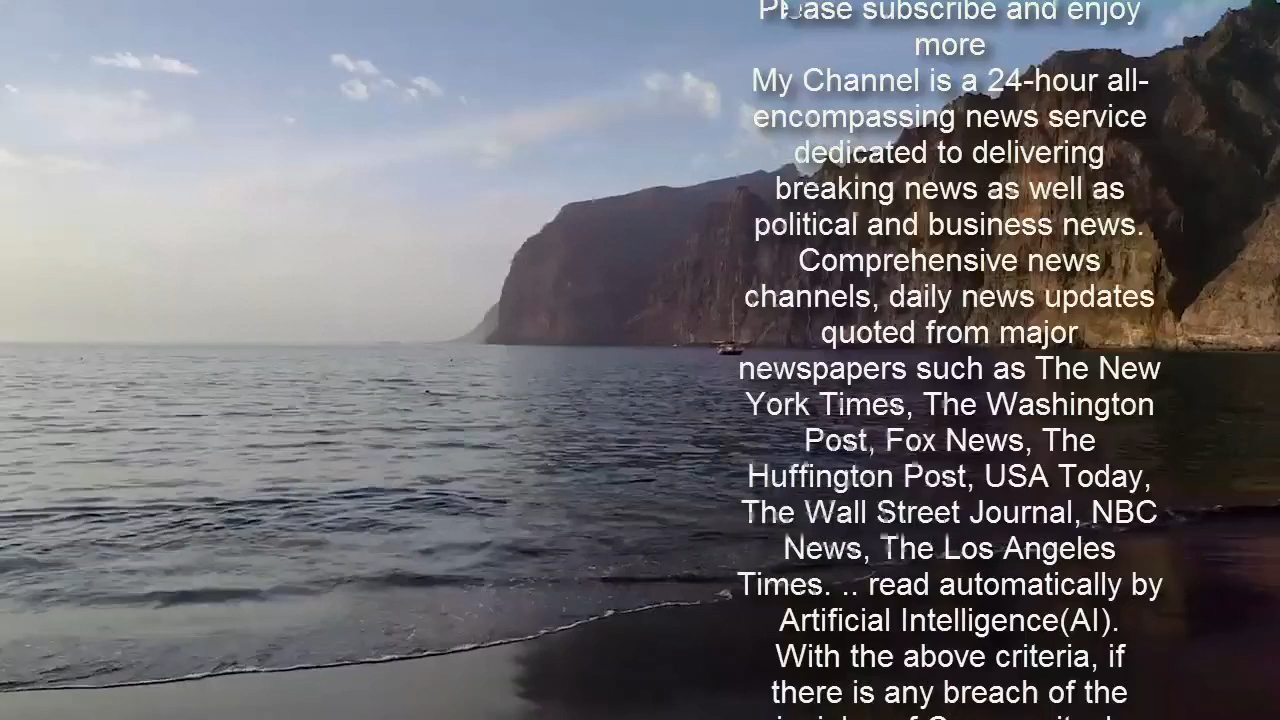 Please subscribe and enjoy
more
My Channel is a 24-hour all-
encompassing news service
dedicated to delivering
breaking news as well as
political and business news.
Comprehensive news
channels, daily news updates
quoted from major
newspapers such as The New
York Times, The Washington
Post, Fox News, The
Huffington Post, USA Today,
The Wall Street Journal, NBC
News, The Los Angeles
Times. .. read automatically by
Artificial Intelligence(AI).
With the above criteria, if
there is any breach of the